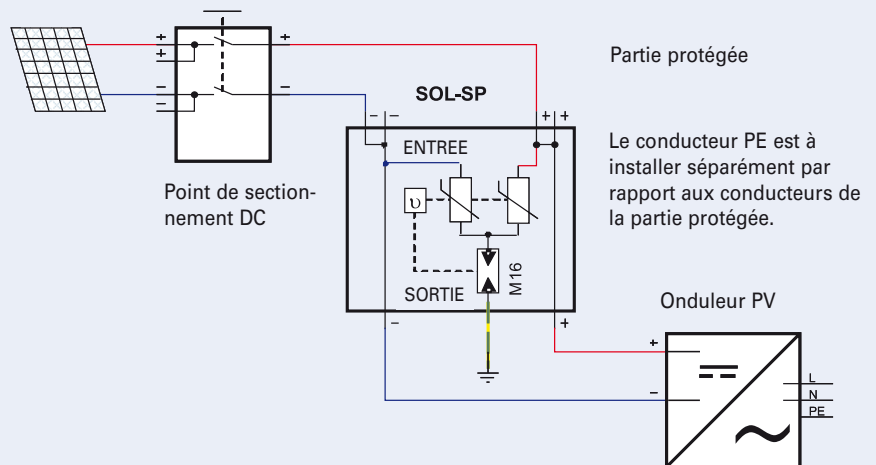 Partie protégée
+
+
+
+
−
−
−
SOL-SP
−
−
+
+
ENTREE
Le conducteur PE est à
installer séparément par
rapport aux conducteurs de
la partie protégée.
Point de section-
nement DC
υ
M16
SORTIE
−
+
Onduleur PV
+
−
L
N
PE